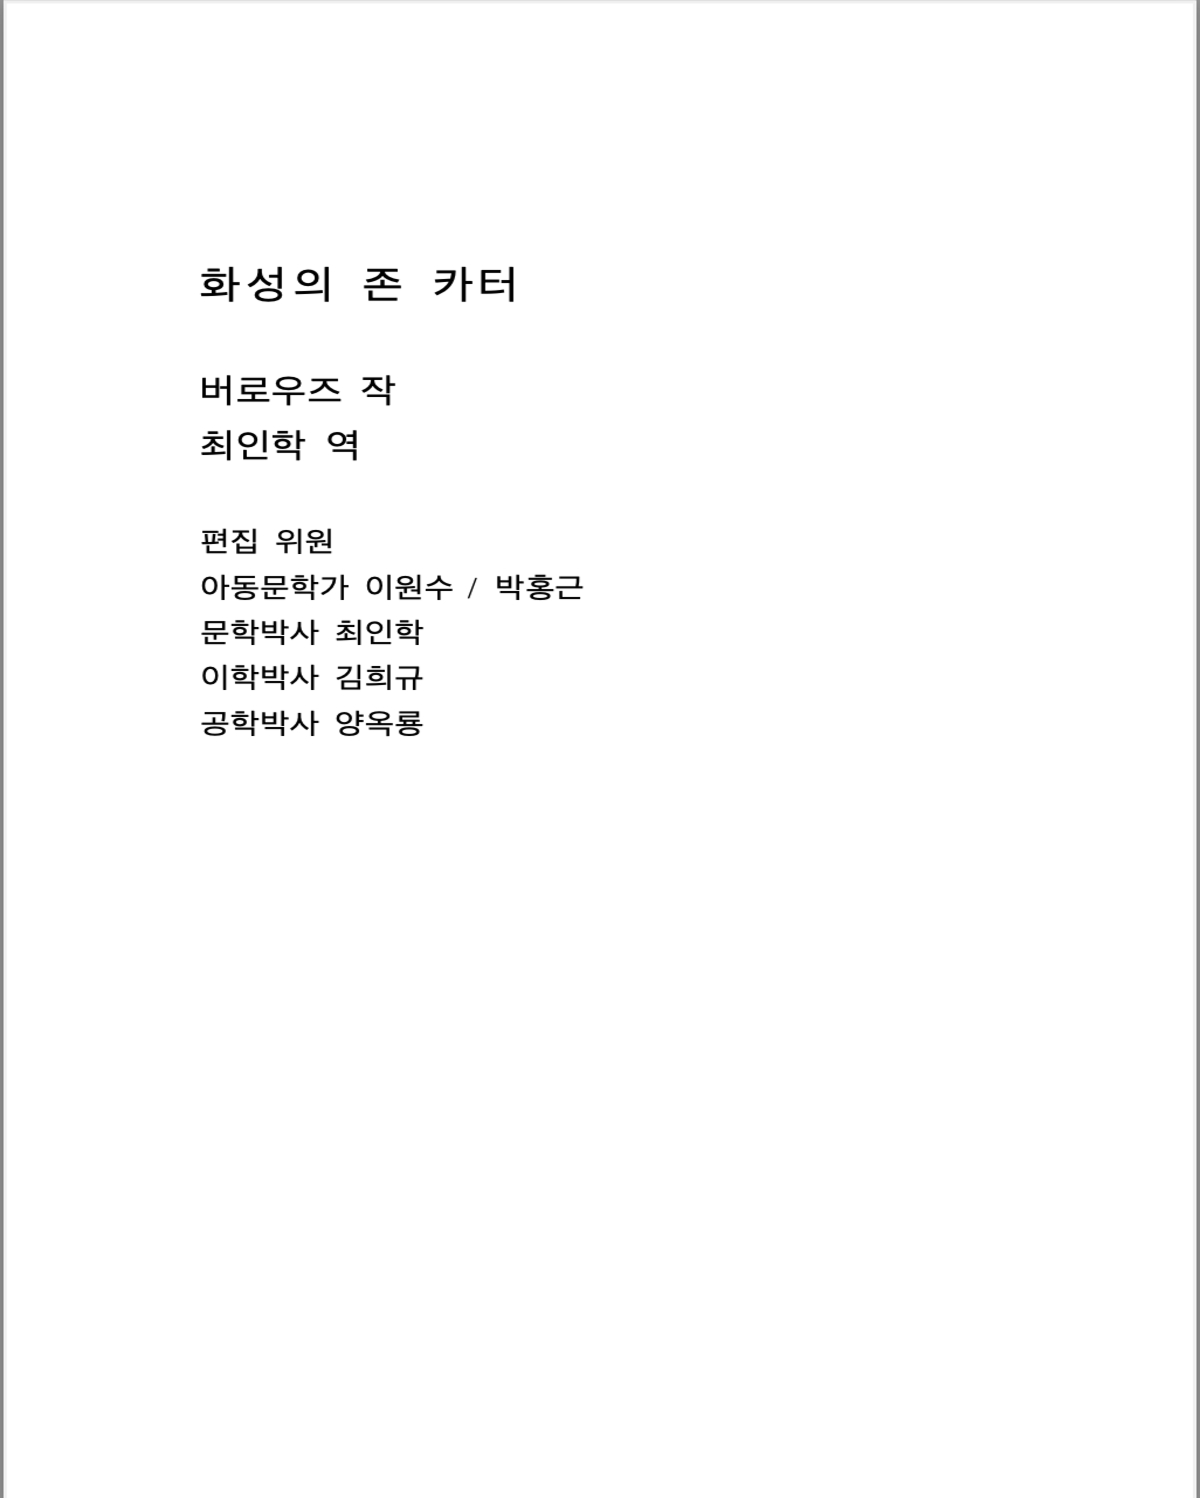 화성의 존 카터
버로우즈 작
최인학 역
편집 위원
아동문학가 이원수 / 박홍근
문학박사 최인학
이학박사 김희규
공학박사 양옥룡